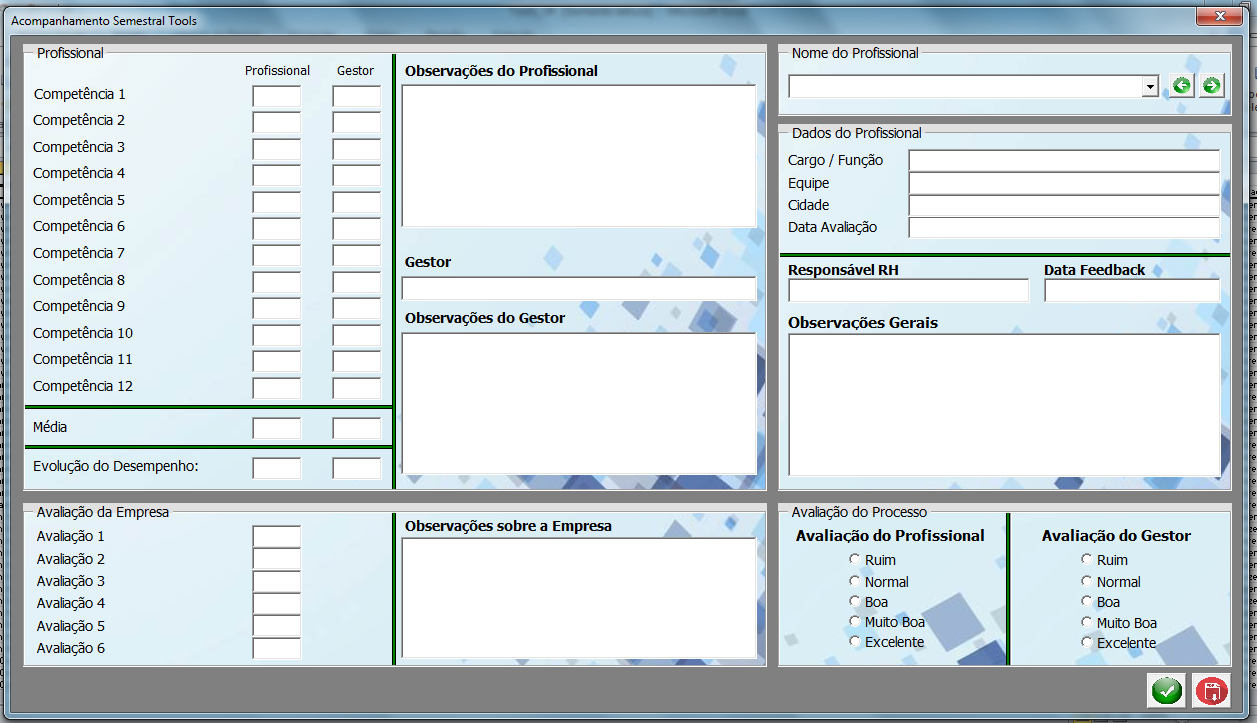 Acompanhamento Semestral Tools
Profissional
Profissional Gestor
Competência 1
Competência 2
Competência 3
Competência 4
Competência 5
Competência 6
Competência 7
Competência 8
Competência 9
Competência 10
Competência 11
Competência 12
Média
Evolução do Desempenho:
Observações do Profissional
Gestor
Observações do Gestor
Nome do Profissional
Dados do Profissional
Cargo / Função
Equipe
Cidade
Data Avaliação
Responsável RH Data Feedback
Observações Gerais
Avaliação da Empresa
Avaliação 1
Avaliação 2
Avaliação 3
Avaliação 4
Avaliação 5
Avaliação 6
Observações sobre a Empresa
Avaliação do Processo
Avaliação do Profissional
Ruim
Normal
Boa
Muito Boa
Excelente
Avaliação do Gestor
Ruim
Normal
Boa
Muito Boa
Excelente